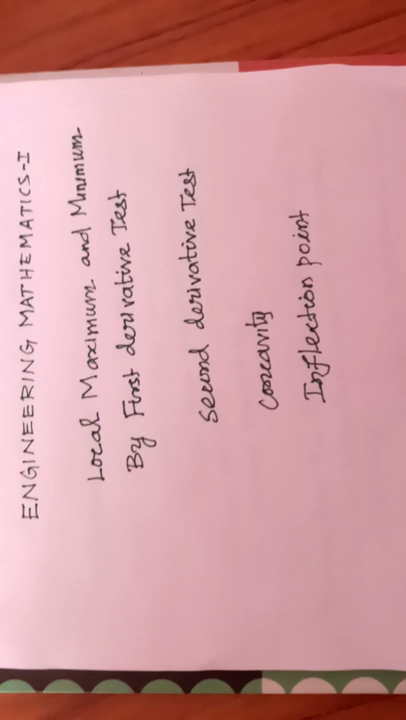 ENGINEERING MATHEMATICS-I
Local Maximum and Minimum
By First derivative Test
Second derivative Test
Concavity
Inflection point